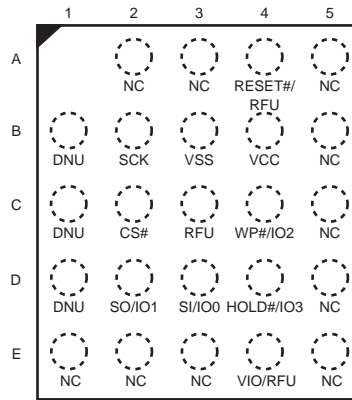 1 2 3 4 5
A
NC NC RESET#/ NC
RFU
B
DNU SCK VSS VCC NC
C
DNU CS# RFU WP#/IO2 NC
D
DNU SO/IO1 SI/IO0 HOLD#/IO3 NC
E
NC NC NC VIO/RFU NC